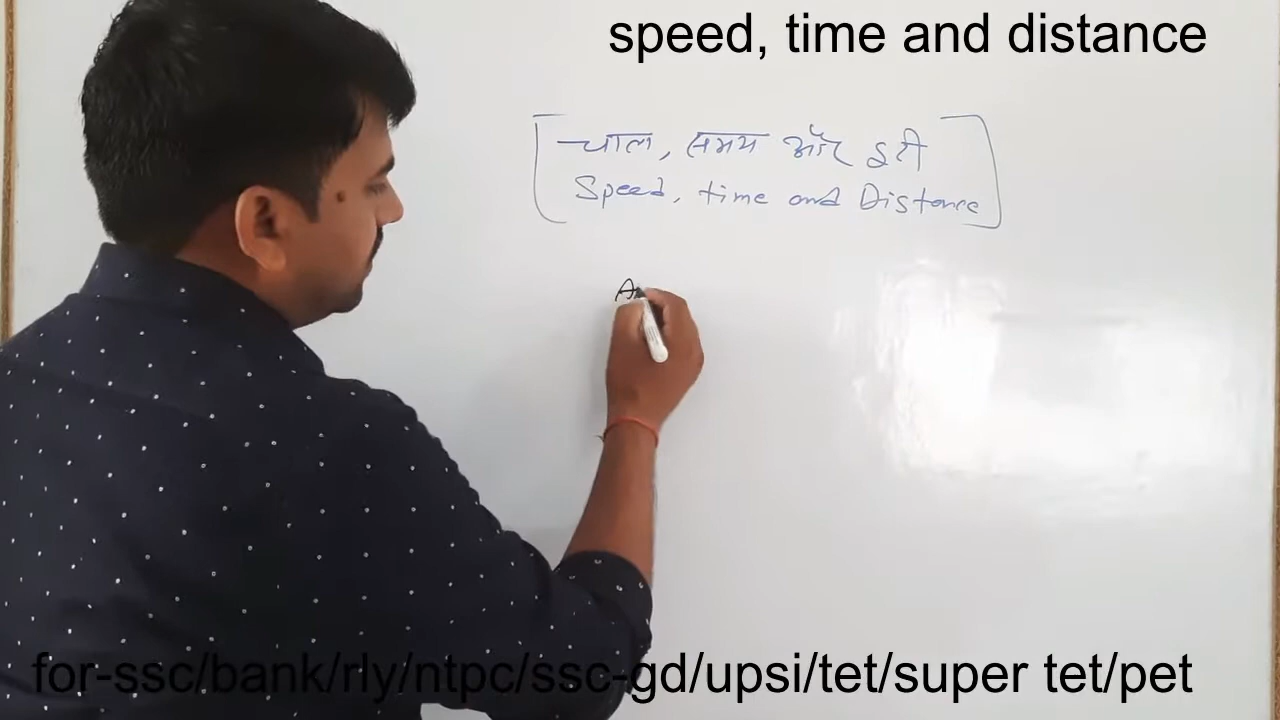 speed, time and distance
चाल, समय और दूरी
Speed, time and Distance
A
for-ssc/bank/rly/ntpc/ssc-gd/upsi/tet/super tet/pet